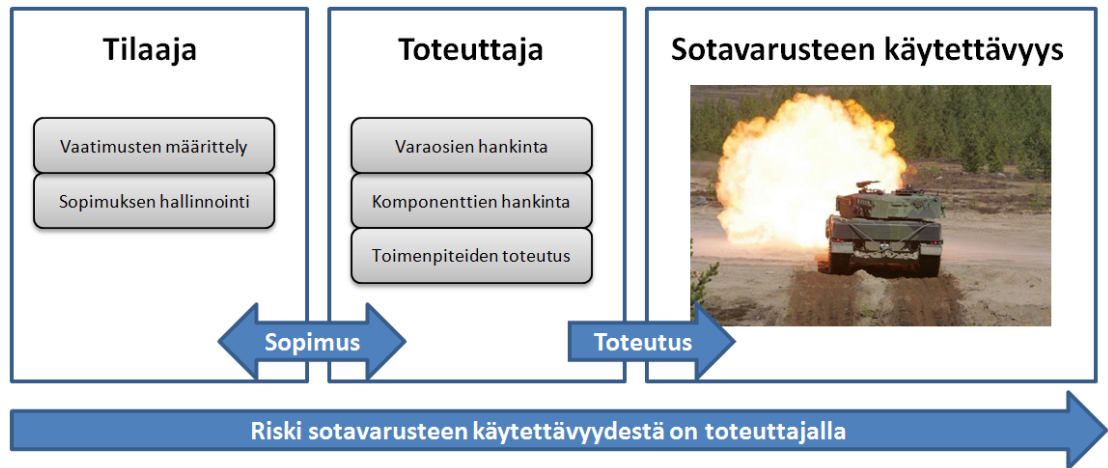 Tilaaja
Vaatimusten määrittely
Sopimuksen hallinnointi
Toteuttaja
Varaosien hankinta
Komponenttien hankinta
Toimenpiteiden toteutus
Sotavarusteen käytettävyys
Sopimus
Toteutus
Riski sotavarusteen käytettävyydestä on toteuttajalla